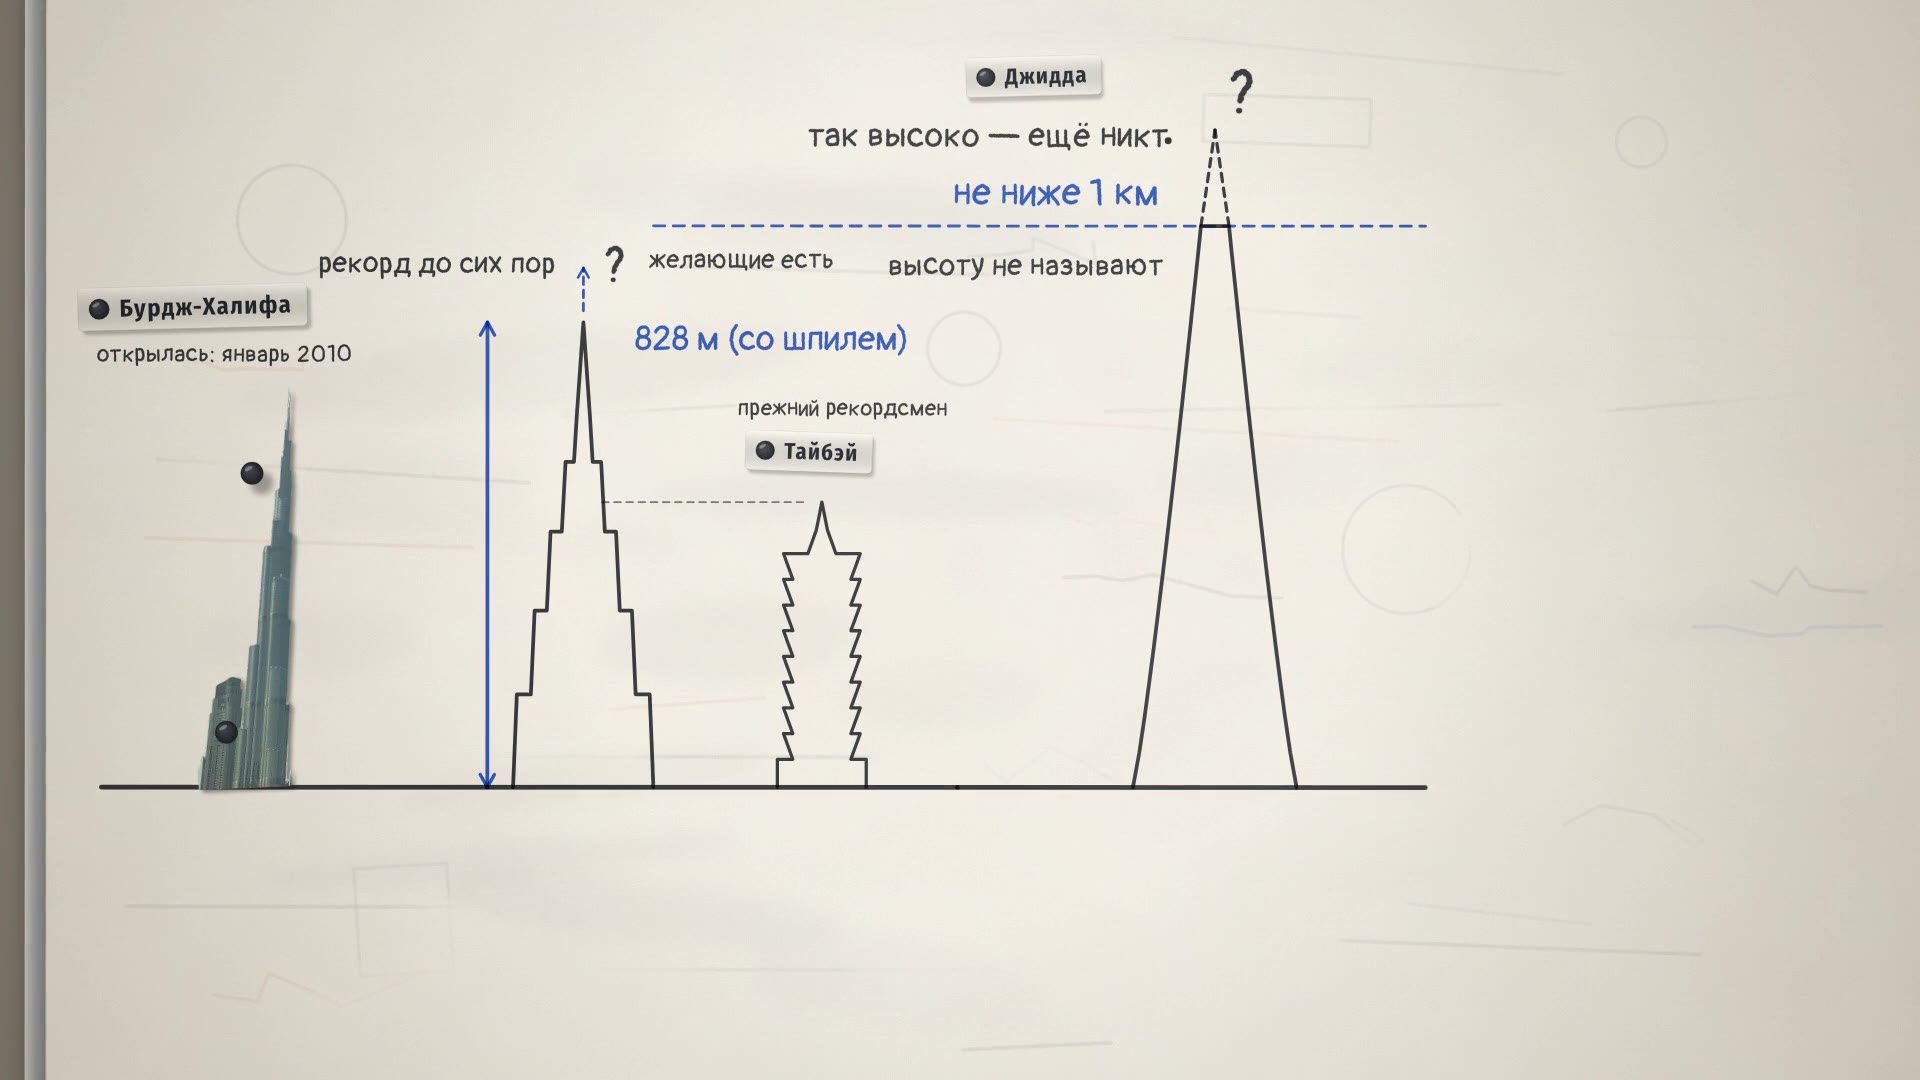 Джидда
?
так высоко — ещё никт
не ниже 1 км
рекорд до сих пор
?
желающие есть
высоту не называют
Бурдж-Халифа
открылась: январь 2010
828 м (со шпилем)
прежний рекордсмен
Тайбэй